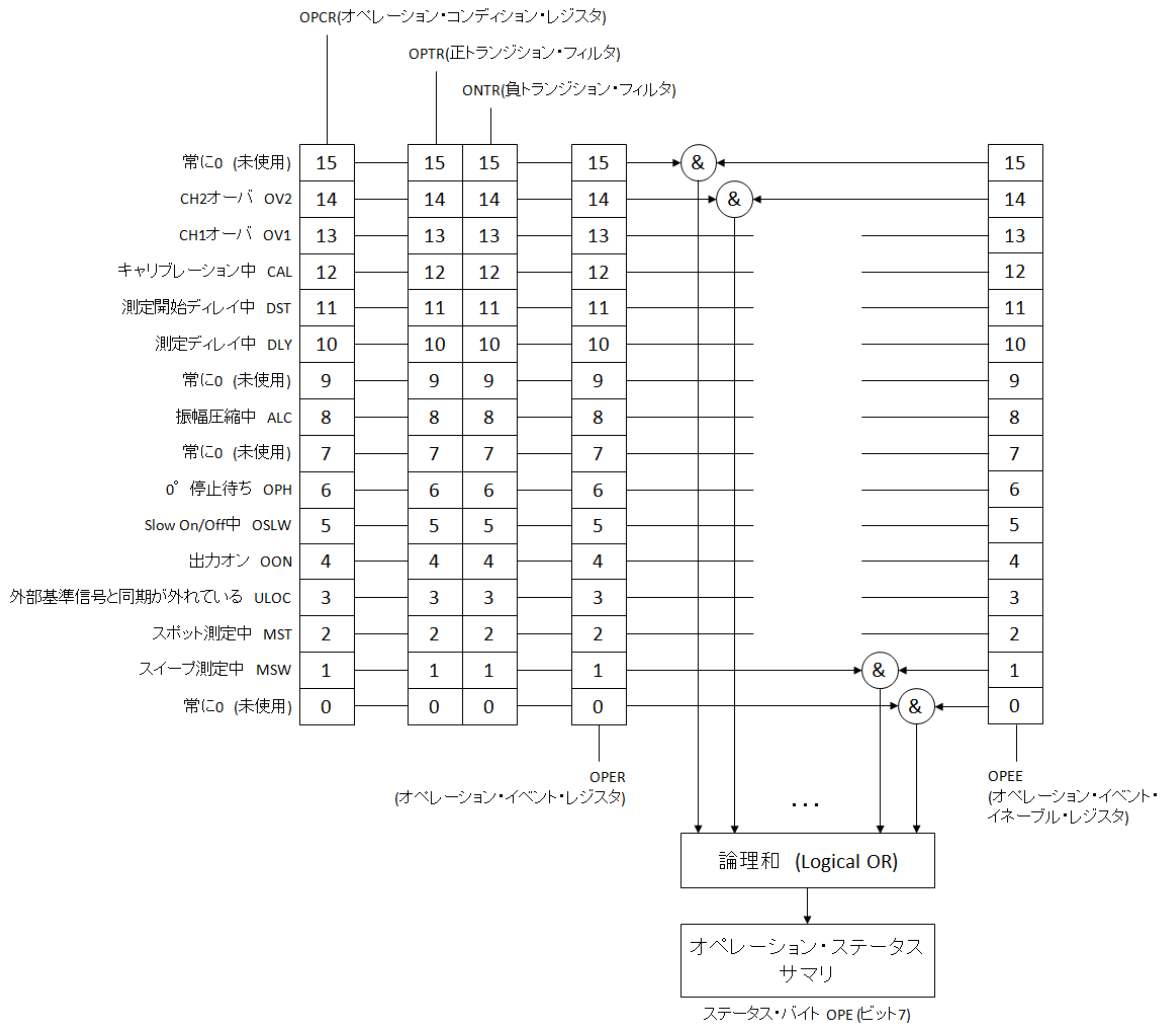 OPCR(オペレーション・コンディション・レジスタ)
OPTR(正トランジション・フィルタ)
ONTR(負トランジション・フィルタ)
常に0 (未使用) 15 15 15 15 & 15
CH2オーバ OV2 14 14 14 14 & 14
CH1オーバ OV1 13 13 13 13 13
キャリブレーション中 CAL 12 12 12 12 12
測定開始ディレイ中 DST 11 11 11 11 11
測定ディレイ中 DLY 10 10 10 10 10
常に0 (未使用) 9 9 9 9 9
振幅圧縮中 ALC 8 8 8 8 8
常に0 (未使用) 7 7 7 7 7
0°停止待ち OPH 6 6 6 6 6
Slow On/Off中 OSLW 5 5 5 5 5
出力オン OON 4 4 4 4 4
外部基準信号と同期が外れている ULOC 3 3 3 3 3
スポット測定中 MST 2 2 2 2 2
スイープ測定中 MSW 1 1 1 1 & 1
常に0 (未使用) 0 0 0 0 & 0
OPER
(オペレーション・イベント・レジスタ)
OPEE
(オペレーション・イベント・
イネーブル・レジスタ)
...
論理和 (Logical OR)
オペレーション・ステータス
サマリ
ステータス・バイト OPE (ビット7)